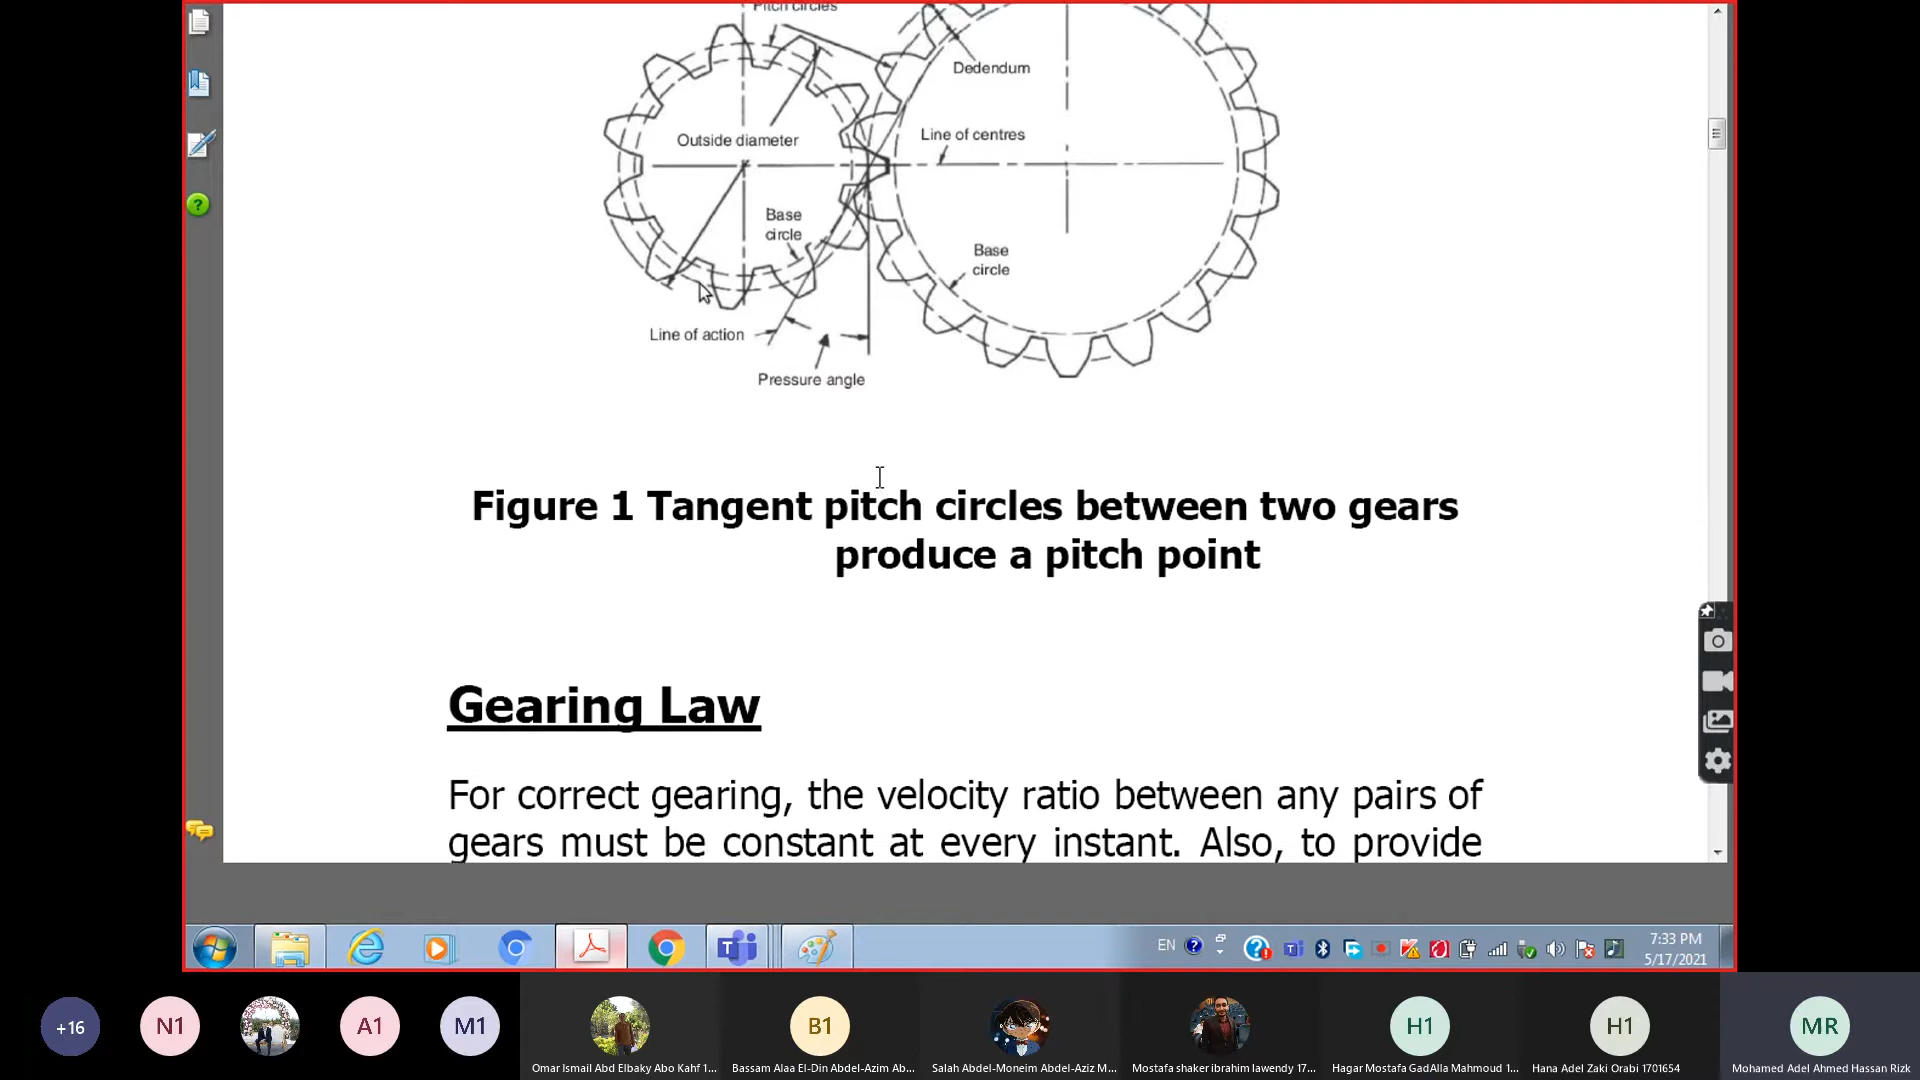 Pitch circles
Dedendum
Outside diameter
Line of centres
Base
circle
Base
circle
Line of action
Pressure angle
Figure 1 Tangent pitch circles between two gears
produce a pitch point
Gearing Law
For correct gearing, the velocity ratio between any pairs of
gears must be constant at every instant. Also, to provide
EN
7:33 PM
5/17/2021
+16
N1
A1
M1
B1
H1
H1
MR
Omar Ismail Abd Elbaky Abo Kahf 1...
Bassam Alaa El-Din Abdel-Azim Ab...
Salah Abdel-Moneim Abdel-Aziz M...
Mostafa shaker ibrahim lawendy 17...
Hagar Mostafa GadAlla Mahmoud 1...
Hana Adel Zaki Orabi 1701654
Mohamed Adel Ahmed Hassan Rizk